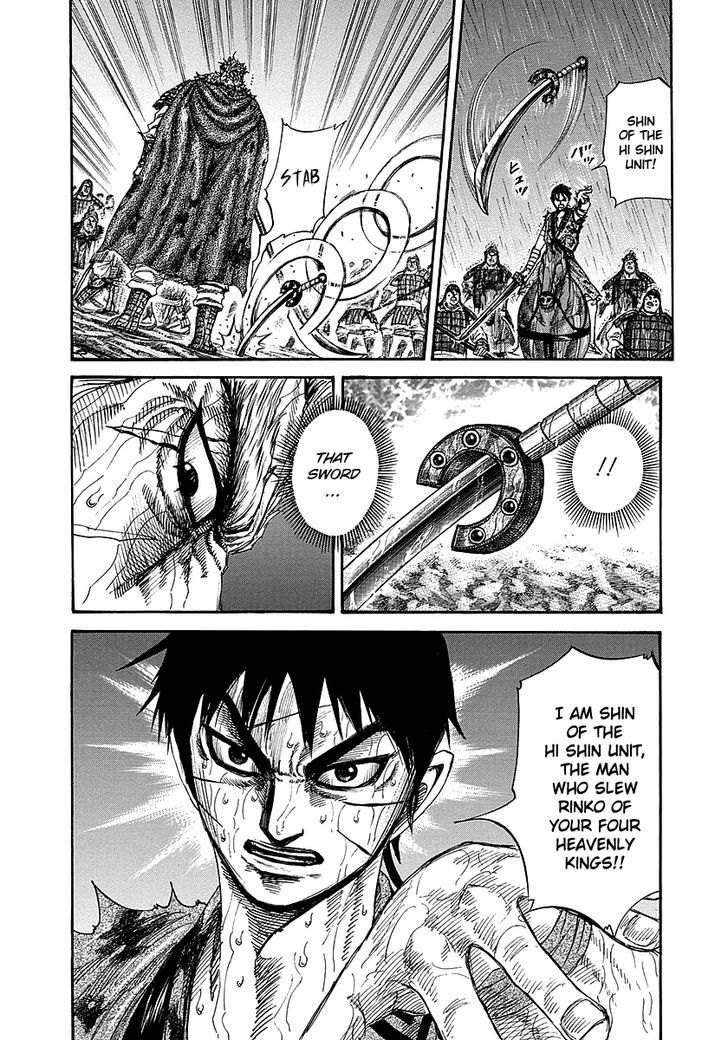 SHIN
OF THE
HI SHIN
UNIT!
STAB
!!
THAT
SWORD
...
I AM SHIN
OF THE
HI SHIN UNIT,
THE MAN
WHO SLEW
RINKO OF
YOUR FOUR
HEAVENLY
KINGS!!